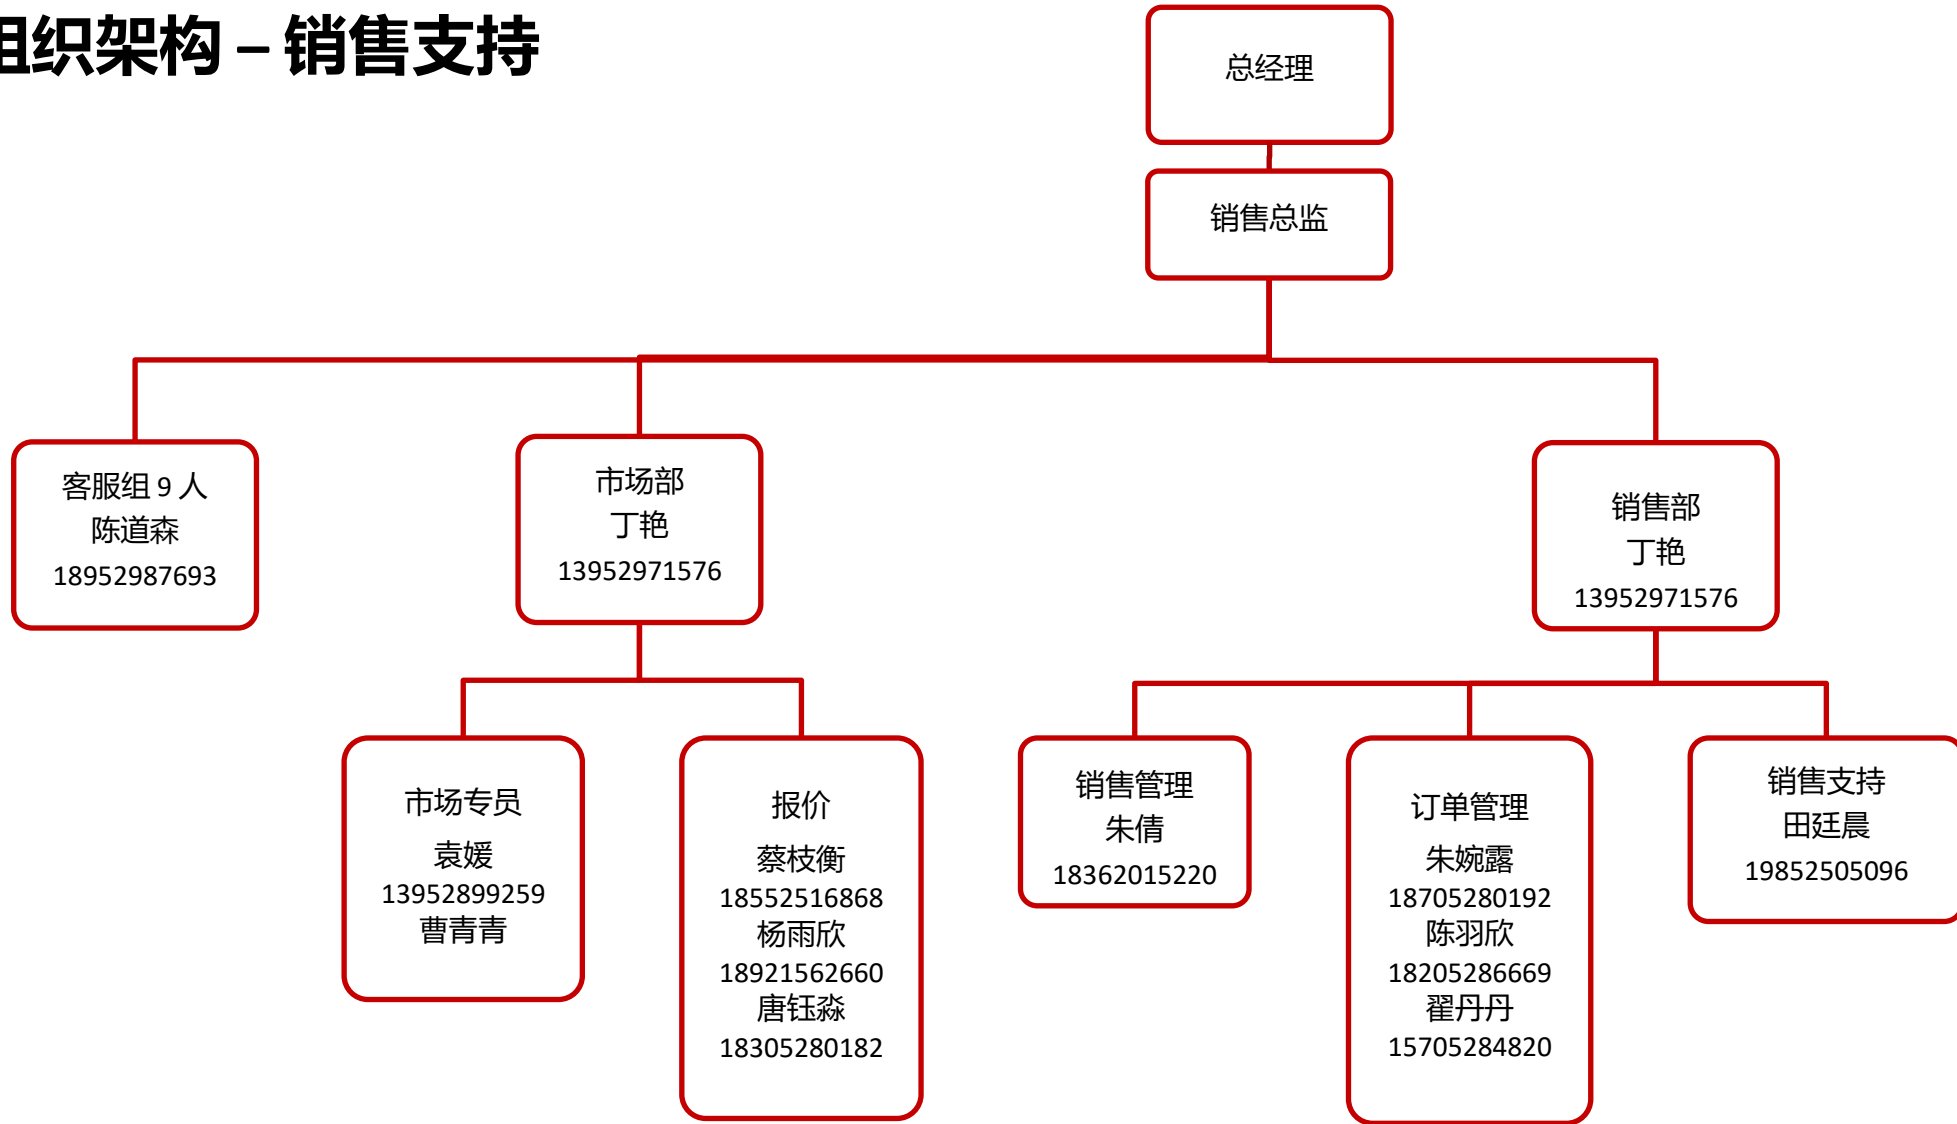 组织架构 – 销售支持
总经理
销售总监
客服组 9 人
陈道森
18952987693
市场部
丁艳
13952971576
销售部
丁艳
13952971576
市场专员
袁媛
13952899259
曹青青
报价
蔡枝衡
18552516868
杨雨欣
18921562660
唐钰淼
18305280182
销售管理
朱倩
18362015220
订单管理
朱婉露
18705280192
陈羽欣
18205286669
翟丹丹
15705284820
销售支持
田廷晨
19852505096